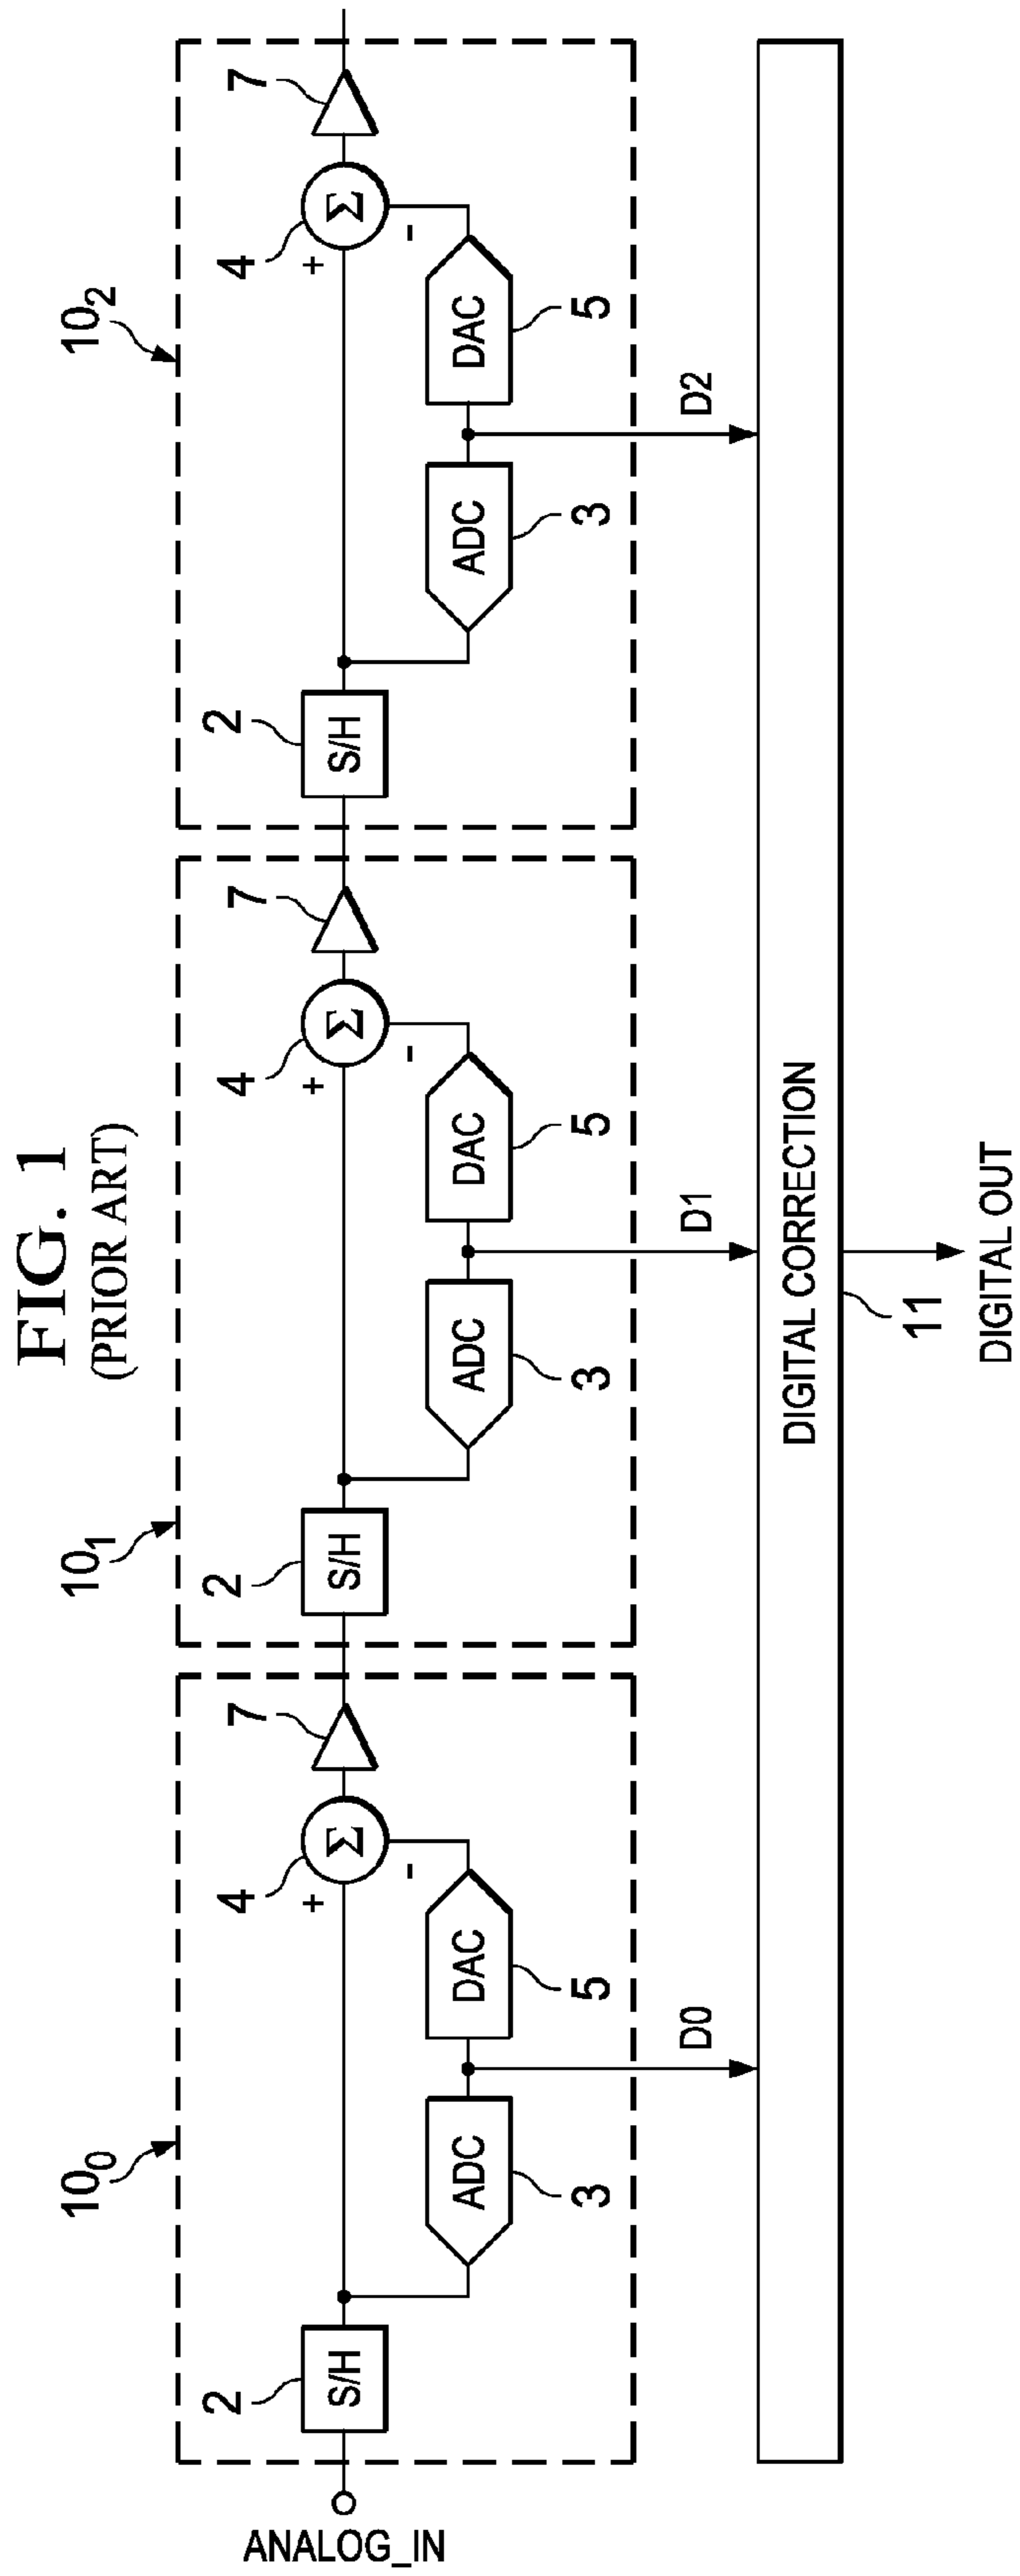 FIG. 1
(PRIOR ART)
10₀
10₁
10₂
2
4
7
2
4
7
2
4
7
ANALOG_IN
S/H
+
Σ
S/H
+
Σ
S/H
+
Σ
-
-
-
ADC
DAC
ADC
DAC
ADC
DAC
3
5
3
5
3
5
D0
D1
D2
DIGITAL CORRECTION
11
DIGITAL OUT